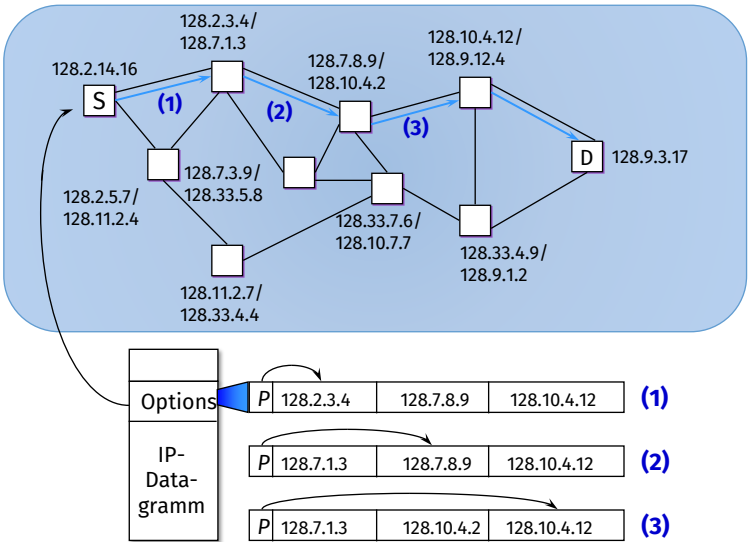 128.2.3.4/
128.7.1.3
128.7.8.9/
128.10.4.2
128.10.4.12/
128.9.12.4
128.2.14.16
S
(1)
(2)
(3)
D
128.9.3.17
128.7.3.9/
128.33.5.8
128.2.5.7/
128.11.2.4
128.33.7.6/
128.10.7.7
128.33.4.9/
128.9.1.2
128.11.2.7/
128.33.4.4
Options
IP-
Data-
gramm
P 128.2.3.4 128.7.8.9 128.10.4.12 (1)
P 128.7.1.3 128.7.8.9 128.10.4.12 (2)
P 128.7.1.3 128.10.4.2 128.10.4.12 (3)